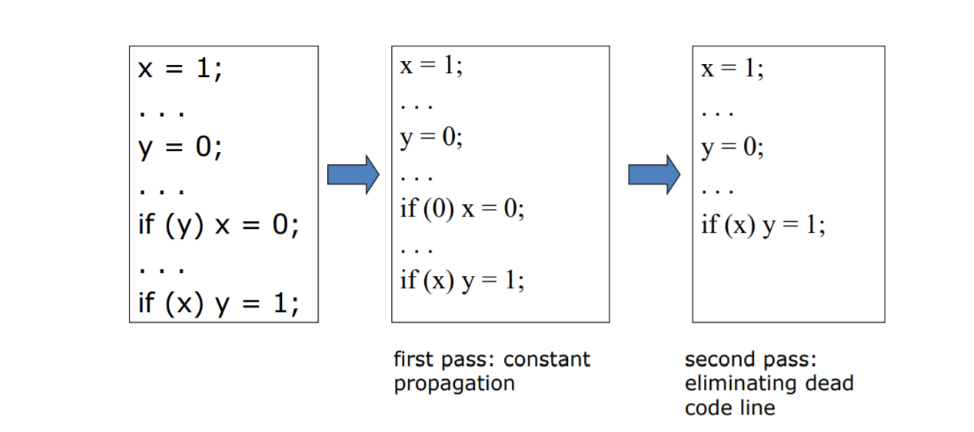 x = 1;
. . .
y = 0;
. . .
if (y) x = 0;
. . .
if (x) y = 1;
x = 1;
. . .
y = 0;
. . .
if (0) x = 0;
. . .
if (x) y = 1;
first pass: constant
propagation
x = 1;
. . .
y = 0;
. . .
if (x) y = 1;
second pass:
eliminating dead
code line